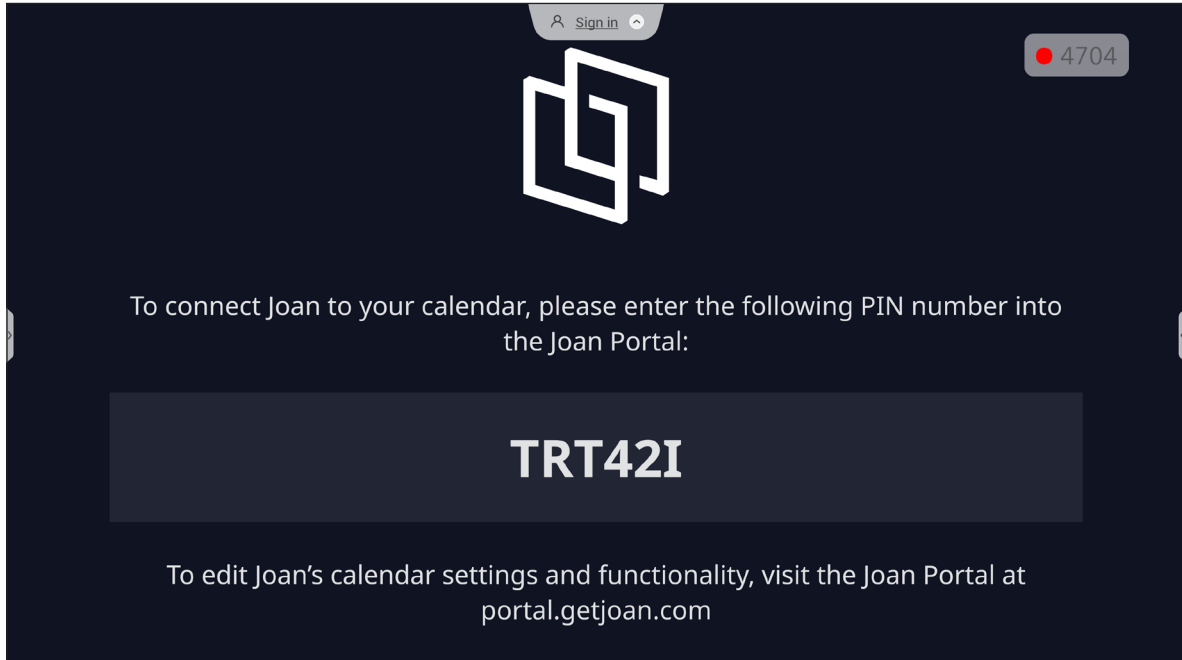 Sign in
4704
To connect Joan to your calendar, please enter the following PIN number into
the Joan Portal:
TRT42I
To edit Joan’s calendar settings and functionality, visit the Joan Portal at
portal.getjoan.com